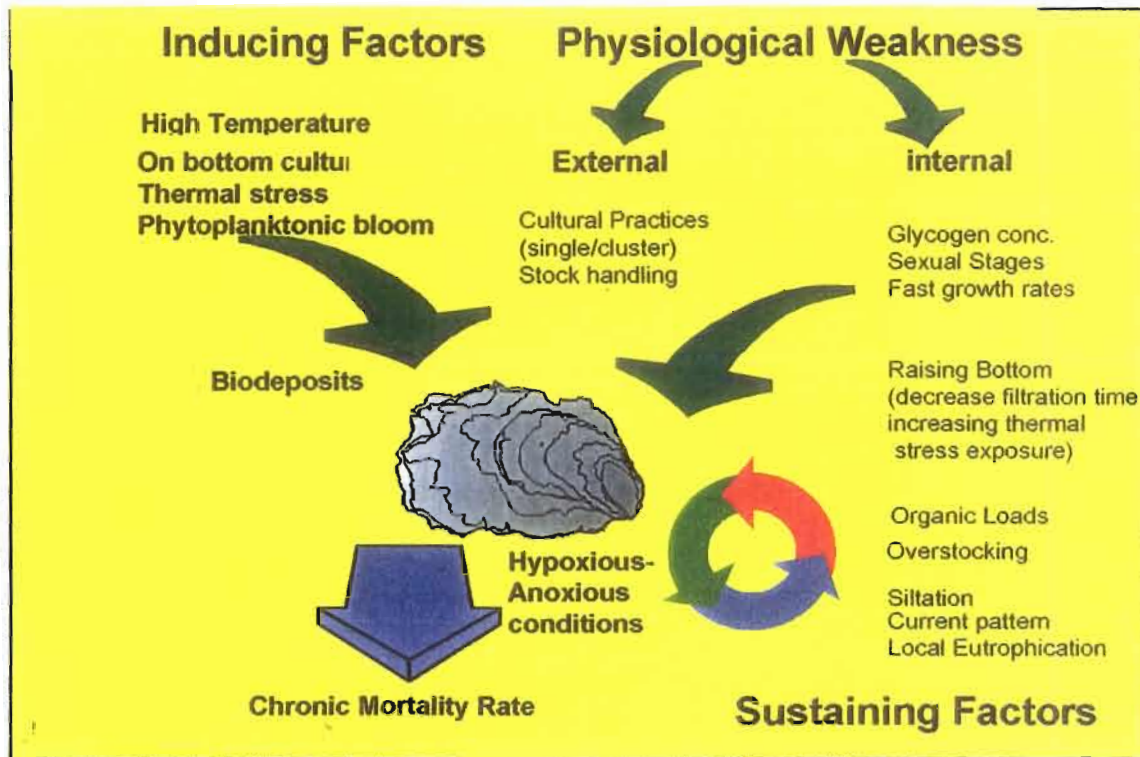 Inducing Factors
Physiological Weakness
High Temperature
On bottom cultu
Thermal stress
Phytoplanktonic bloom
External
internal
Cultural Practices
(single/cluster)
Stock handling
Glycogen conc.
Sexual Stages
Fast growth rates
Biodeposits
Raising Bottom
(decrease filtration time
increasing thermal
stress exposure)
Hypoxious-
Anoxious
conditions
Organic Loads
Overstocking
Siltation
Current pattern
Local Eutrophication
Chronic Mortality Rate
Sustaining Factors